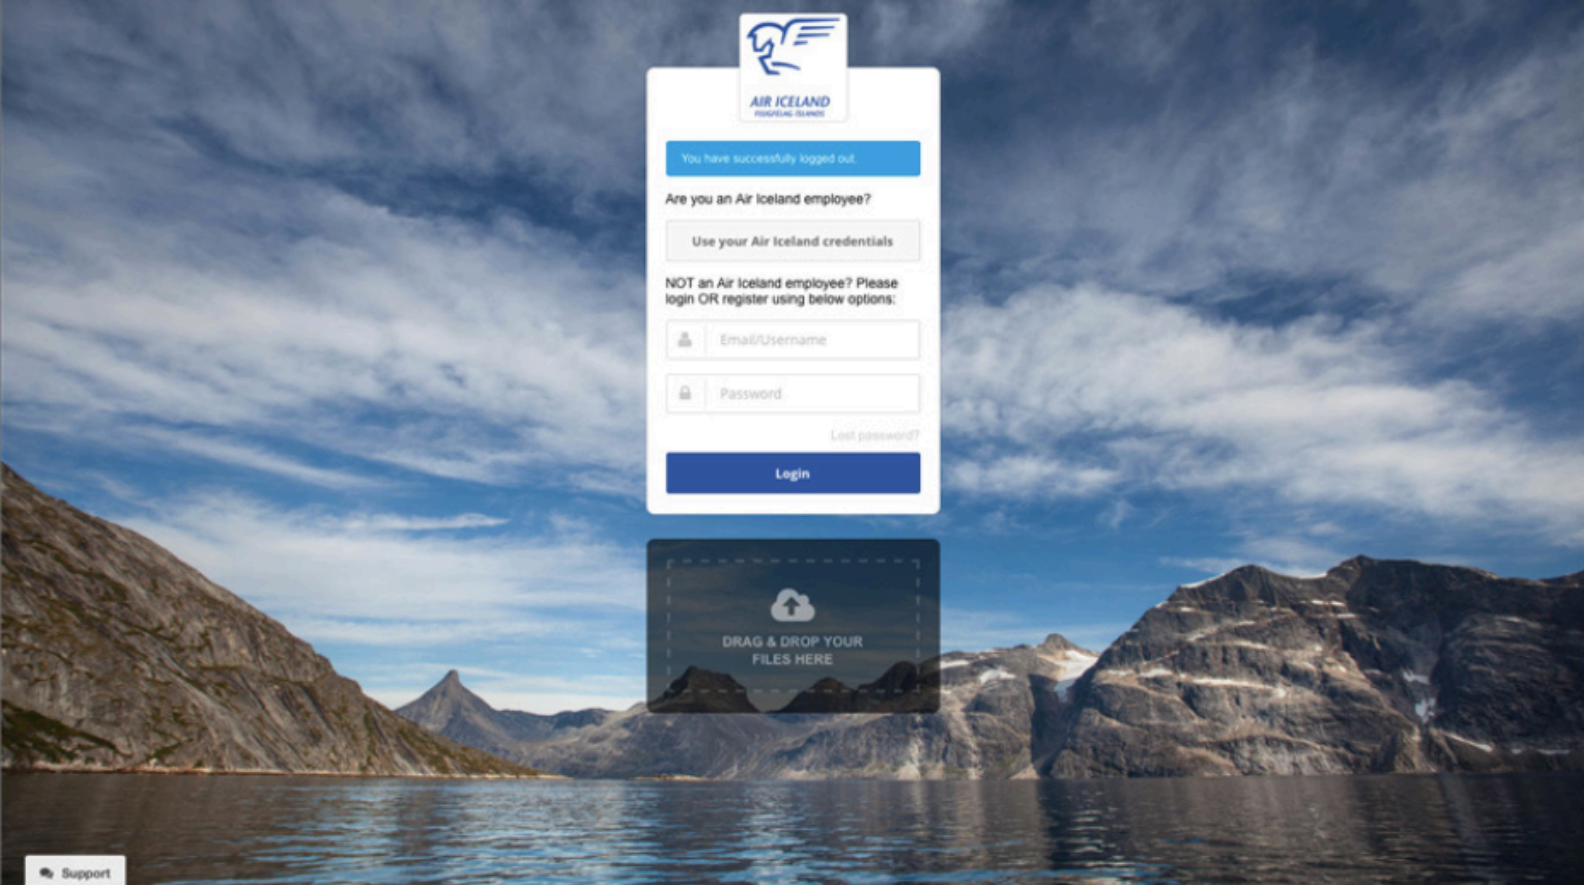 AIR ICELAND
FLUGFÉLAG ÍSLANDS
You have successfully logged out.
Are you an Air Iceland employee?
Use your Air Iceland credentials
NOT an Air Iceland employee? Please
login OR register using below options:
Email/Username
Password
Lost password?
Login
DRAG & DROP YOUR
FILES HERE
Support